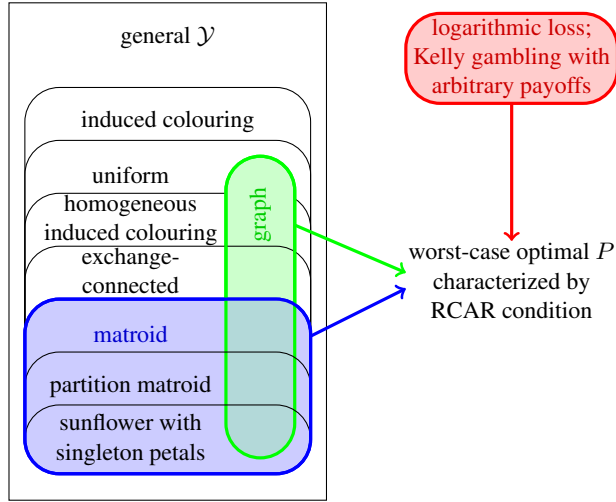 general 𝒴
induced colouring
uniform
homogeneous
induced colouring
exchange-
connected
matroid
partition matroid
sunflower with
singleton petals
graph
logarithmic loss;
Kelly gambling with
arbitrary payoffs
worst-case optimal P
characterized by
RCAR condition